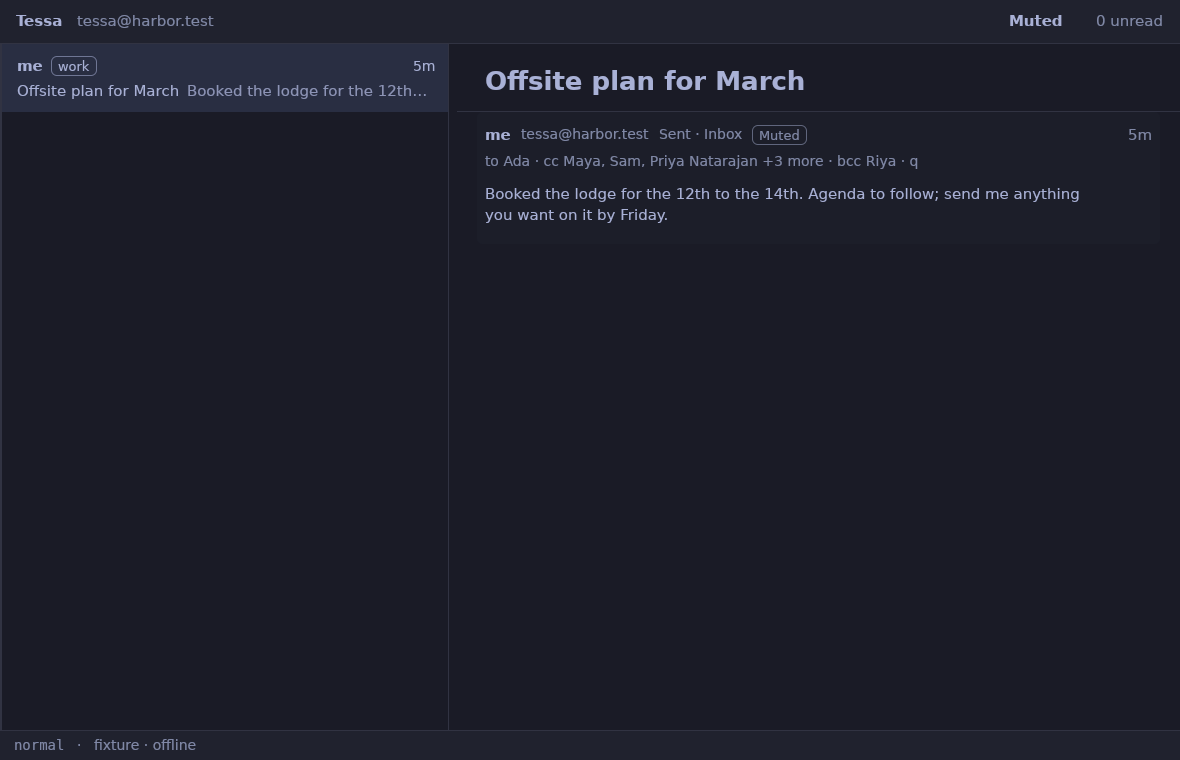 Tessa tessa@harbor.test Muted 0 unread
me work 5m
Offsite plan for March Booked the lodge for the 12th…
Offsite plan for March
me tessa@harbor.test Sent · Inbox Muted 5m
to Ada · cc Maya, Sam, Priya Natarajan +3 more · bcc Riya · q
Booked the lodge for the 12th to the 14th. Agenda to follow; send me anything
you want on it by Friday.
normal · fixture · offline